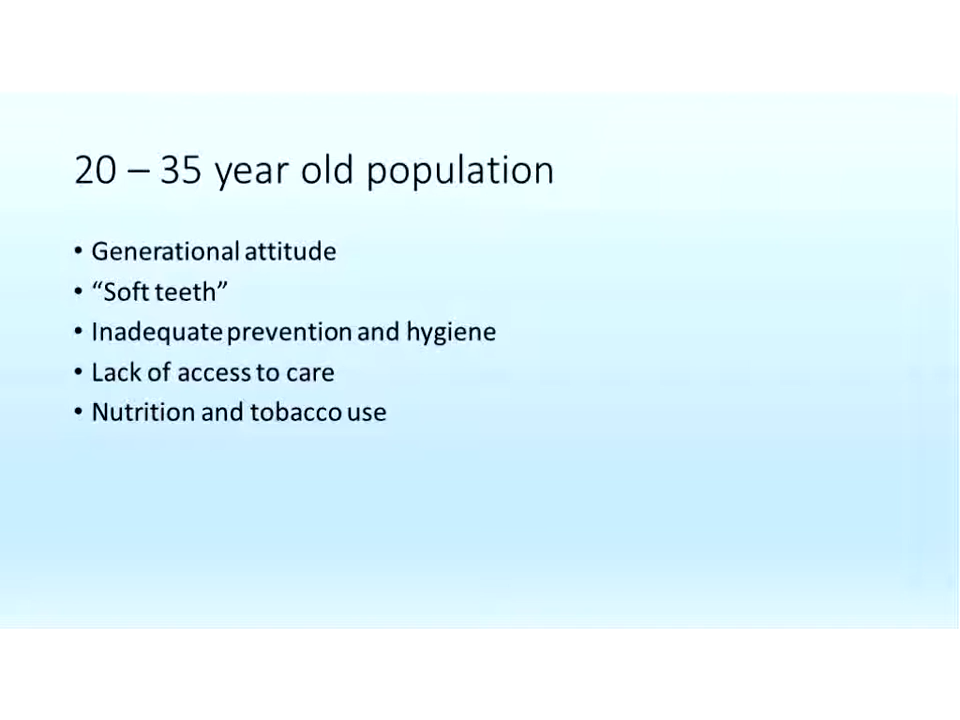 20 – 35 year old population
• Generational attitude
• “Soft teeth”
• Inadequate prevention and hygiene
• Lack of access to care
• Nutrition and tobacco use